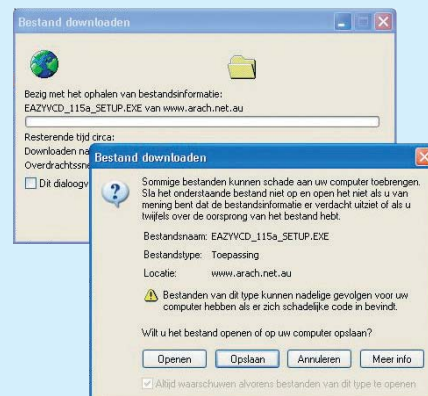 Bestand downloaden
Bezig met het ophalen van bestandsinformatie:
EAZYVCD_115a_SETUP.EXE van www.arach.net.au
Resterende tijd circa:
Downloaden na
Overdrachtssne
Dit dialoogv
Bestand downloaden
Sommige bestanden kunnen schade aan uw computer toebrengen.
Sla het onderstaande bestand niet op en open het niet als u van
mening bent dat de bestandsinformatie er verdacht uitziet of als u
twijfels over de oorsprong van het bestand hebt.
Bestandsnaam: EAZYVCD_115a_SETUP.EXE
Bestandstype: Toepassing
Locatie: www.arach.net.au
Bestanden van dit type kunnen nadelige gevolgen voor uw
computer hebben als er zich schadelijke code in bevindt.
Wilt u het bestand openen of op uw computer opslaan?
Openen Opslaan Annuleren Meer info
Altijd waarschuwen alvorens bestanden van dit type te openen